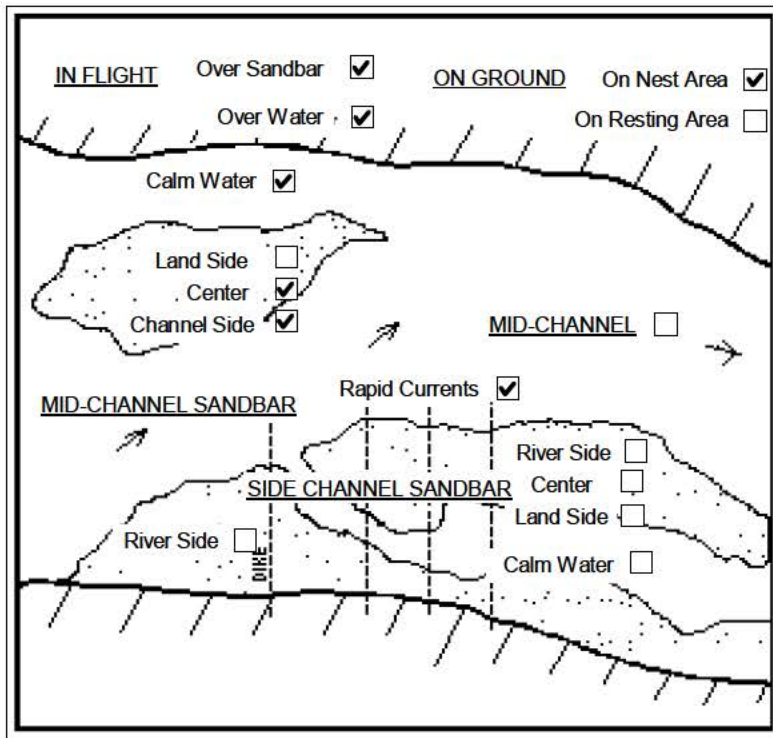 IN FLIGHT
Over Sandbar
Over Water
ON GROUND
On Nest Area
On Resting Area
Calm Water
Land Side
Center
Channel Side
MID-CHANNEL
MID-CHANNEL SANDBAR
Rapid Currents
SIDE CHANNEL SANDBAR
River Side
Center
Land Side
River Side
DIKE
Calm Water